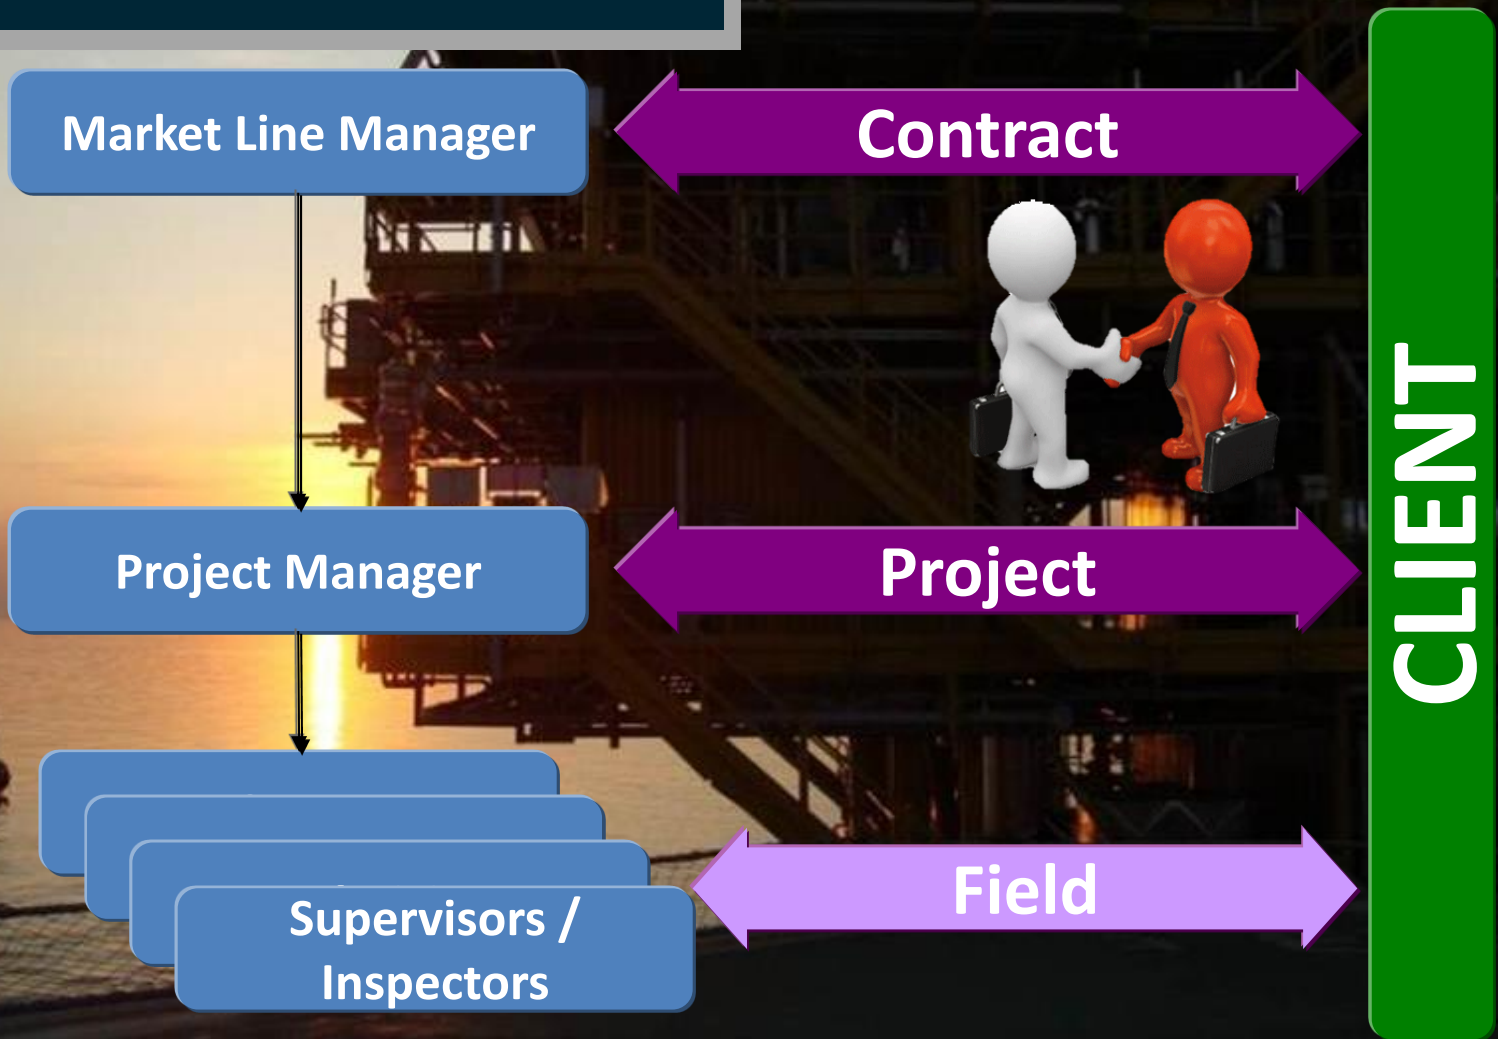 Market Line Manager
Contract
Project Manager
Project
Supervisors /
Inspectors
Field
CLIENT